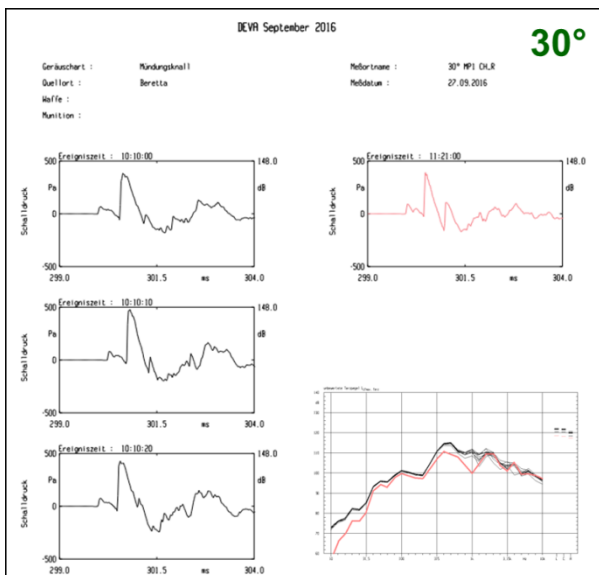 DEVA September 2016
30°
Geräuschart : Mündungsknall
Quellort : Beretta
Waffe :
Munition :
Meßortname : 30° MP1 CH_R
Meßdatum : 27.09.2016
Ereigniszeit : 10:10:00
500 148.0
Pa dB
Schalldruck
0
-500
299.0 301.5 ms 304.0
Ereigniszeit : 11:21:00
500 148.0
Pa dB
Schalldruck
0
-500
299.0 301.5 ms 304.0
Ereigniszeit : 10:10:10
500 148.0
Pa dB
Schalldruck
0
-500
299.0 301.5 ms 304.0
Ereigniszeit : 10:10:20
500 148.0
Pa dB
Schalldruck
0
-500
299.0 301.5 ms 304.0